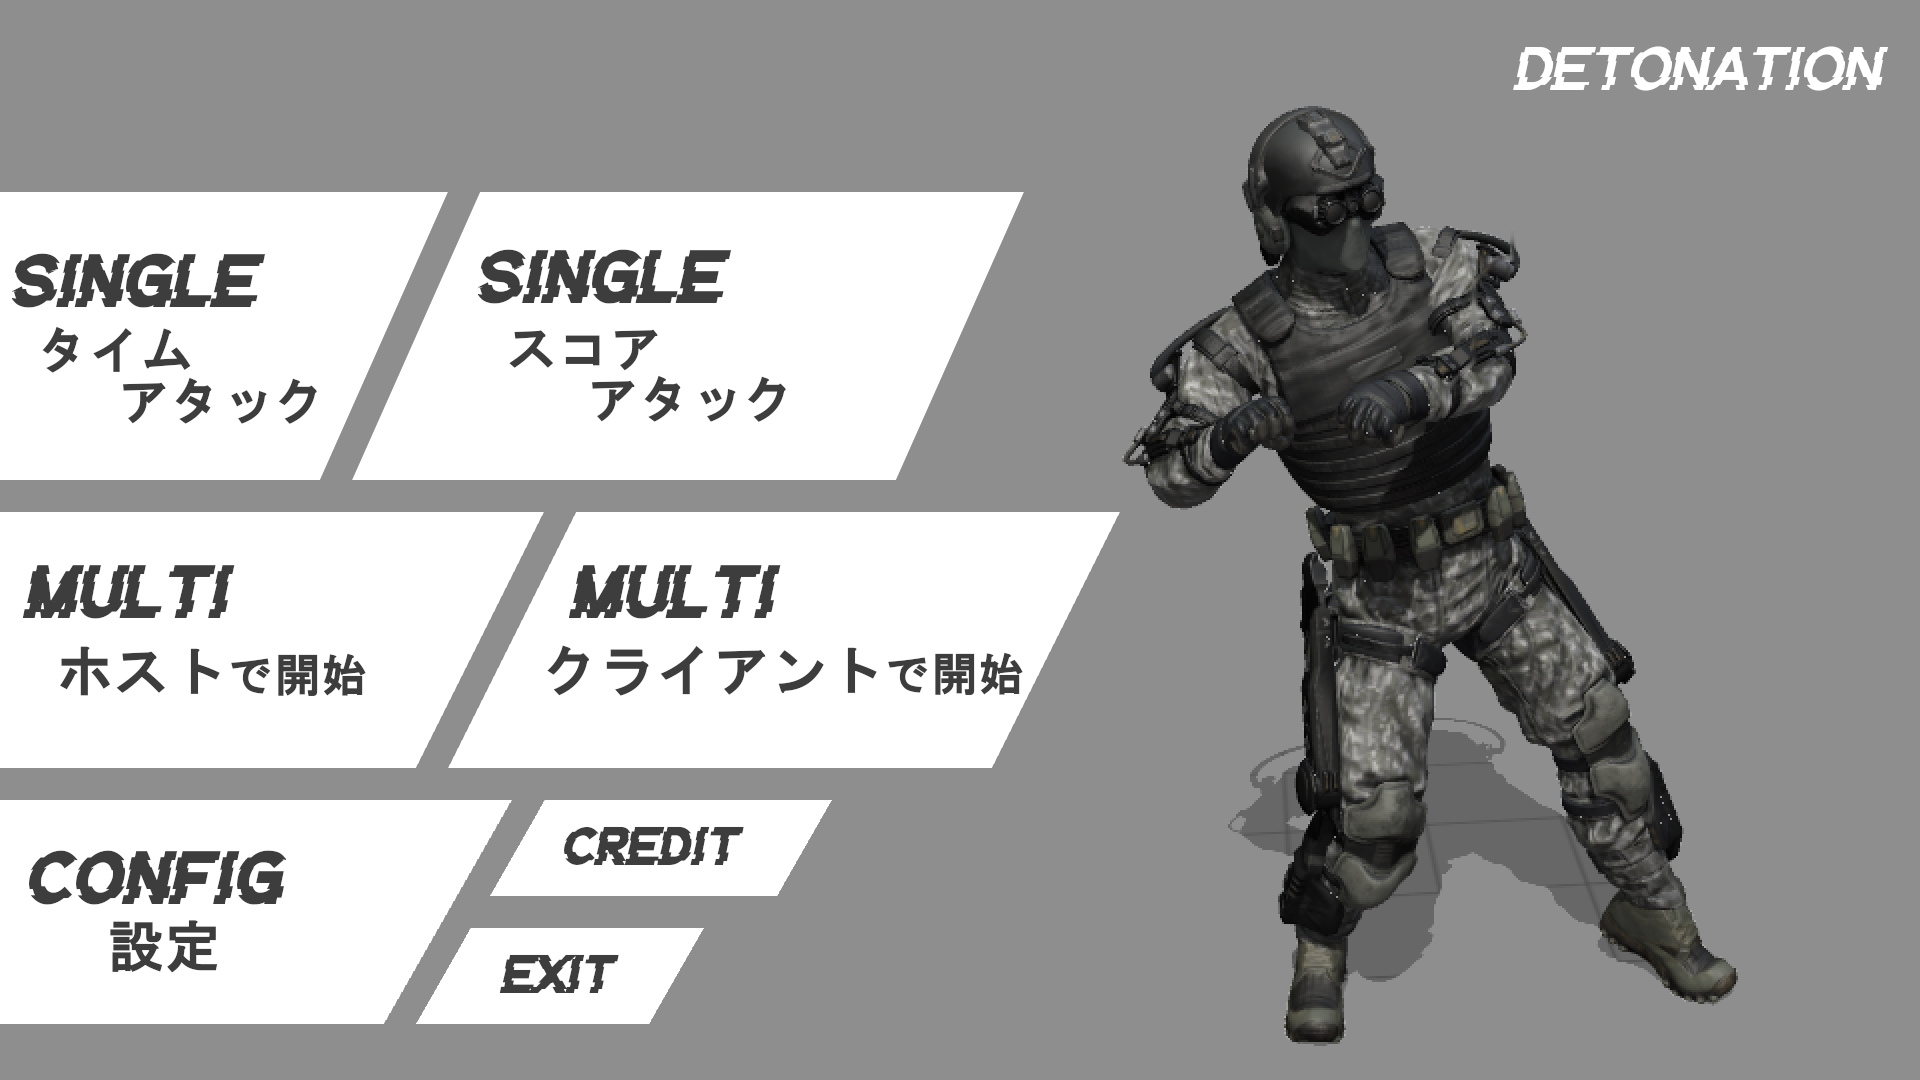 DETONATION
SINGLE
タイム
アタック
SINGLE
スコア
アタック
MULTI
ホストで開始
MULTI
クライアントで開始
CONFIG
設定
CREDIT
EXIT